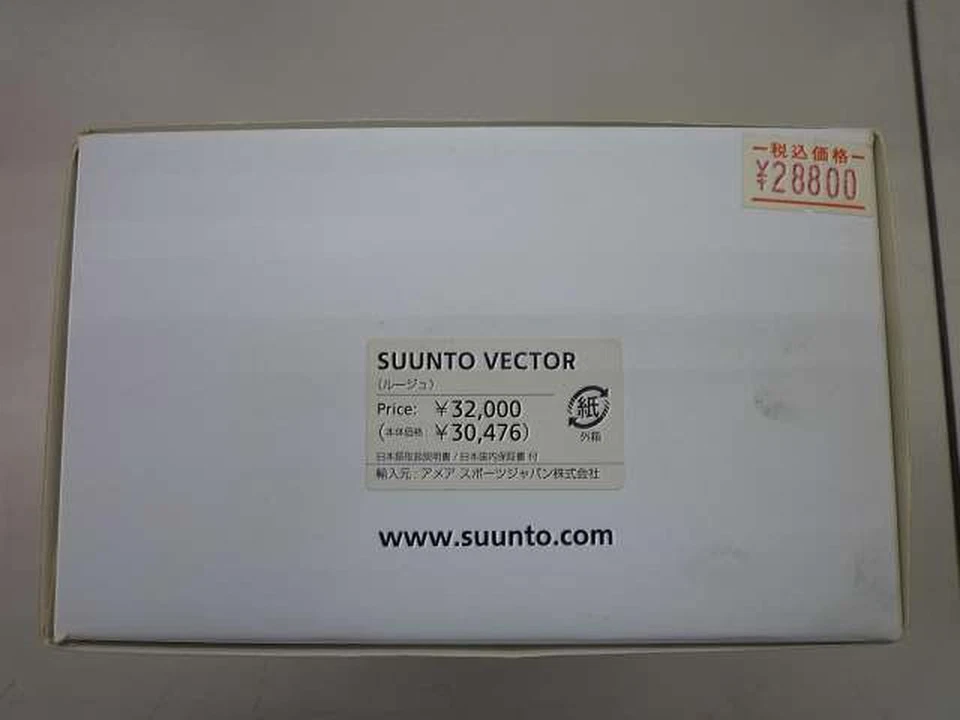 税込価格
¥28800
SUUNTO VECTOR
(ルージュ)
Price: ¥32,000
(本体価格: ¥30,476)
紙
外箱
日本語取扱説明書/日本国内保証書付
輸入元:アメア スポーツジャパン株式会社
www.suunto.com